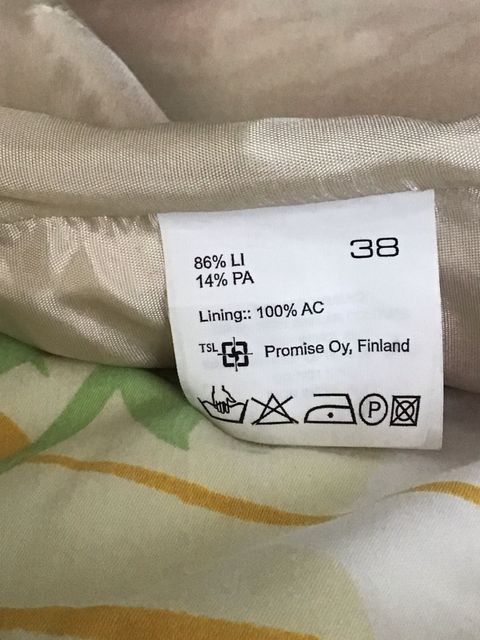 38
86% LI
14% PA
Lining:: 100% AC
TSL Promise Oy, Finland
P